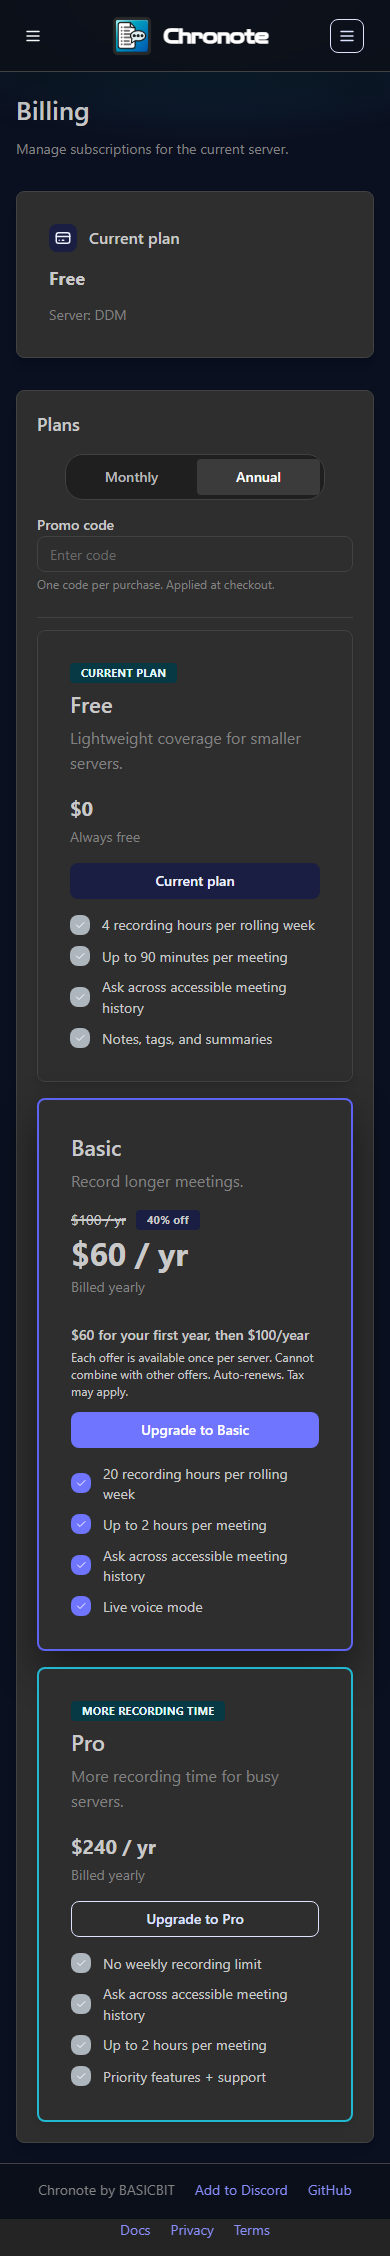 Chronote
Billing
Manage subscriptions for the current server.
Current plan
Free
Server: DDM
Plans
Monthly
Annual
Promo code
Enter code
One code per purchase. Applied at checkout.
CURRENT PLAN
Free
Lightweight coverage for smaller
servers.
$0
Always free
Current plan
4 recording hours per rolling week
Up to 90 minutes per meeting
Ask across accessible meeting
history
Notes, tags, and summaries
Basic
Record longer meetings.
$100 / yr
40% off
$60 / yr
Billed yearly
$60 for your first year, then $100/year
Each offer is available once per server. Cannot
combine with other offers. Auto-renews. Tax
may apply.
Upgrade to Basic
20 recording hours per rolling
week
Up to 2 hours per meeting
Ask across accessible meeting
history
Live voice mode
MORE RECORDING TIME
Pro
More recording time for busy
servers.
$240 / yr
Billed yearly
Upgrade to Pro
No weekly recording limit
Ask across accessible meeting
history
Up to 2 hours per meeting
Priority features + support
Chronote by BASICBIT
Add to Discord
GitHub
Docs
Privacy
Terms